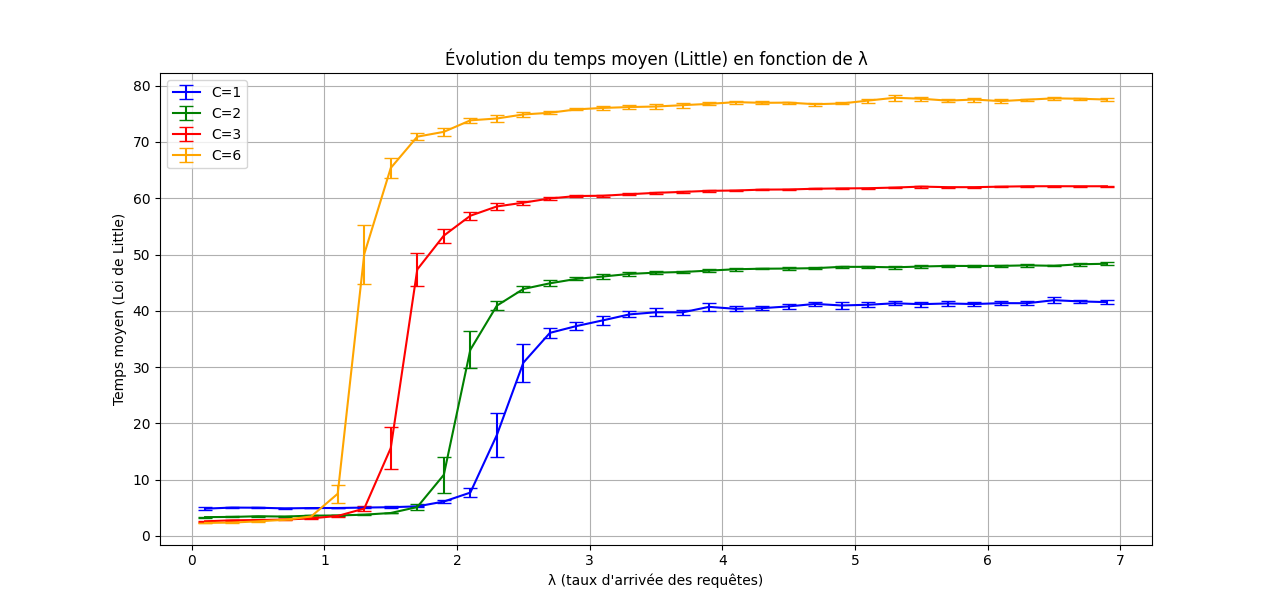 Évolution du temps moyen (Little) en fonction de λ
C=1
C=2
C=3
C=6
Temps moyen (Loi de Little)
80
70
60
50
40
30
20
10
0
0 1 2 3 4 5 6 7
λ (taux d'arrivée des requêtes)